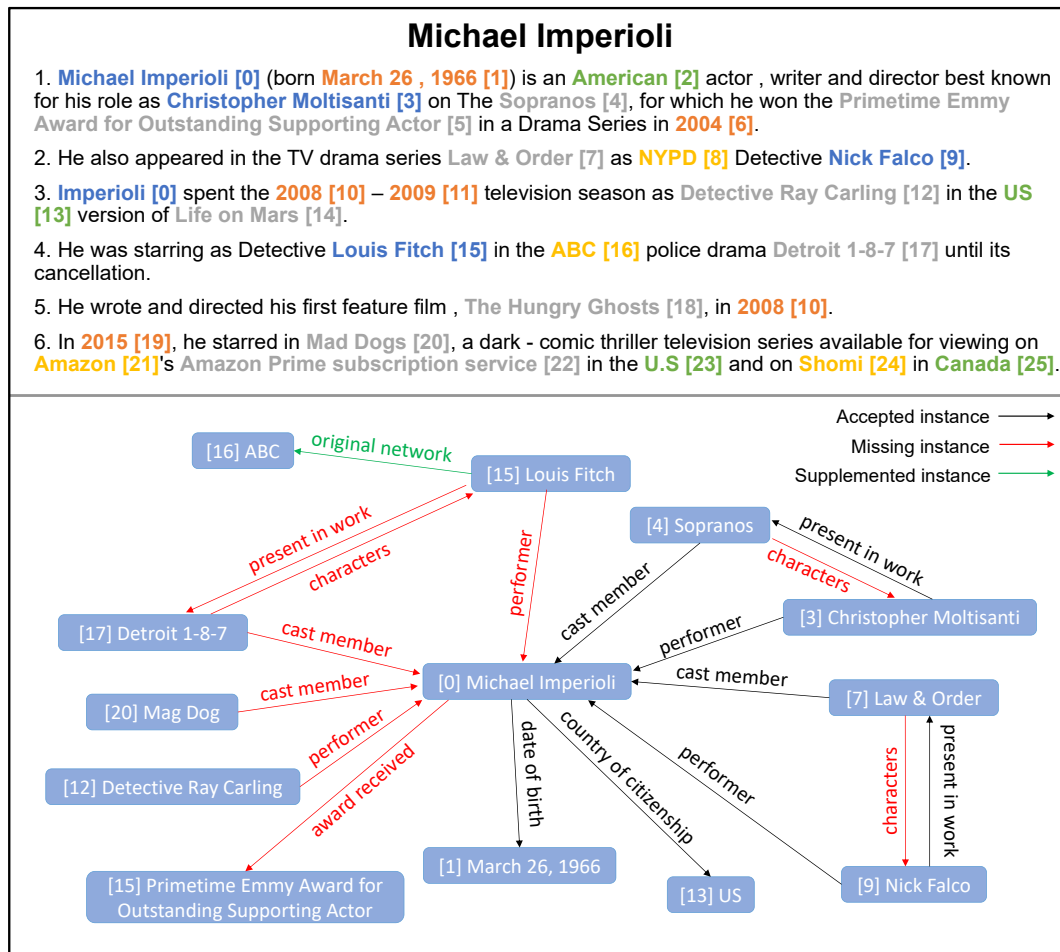 Michael Imperioli
1. Michael Imperioli [0] (born March 26 , 1966 [1]) is an American [2] actor , writer and director best known
for his role as Christopher Moltisanti [3] on The Sopranos [4], for which he won the Primetime Emmy
Award for Outstanding Supporting Actor [5] in a Drama Series in 2004 [6].
2. He also appeared in the TV drama series Law & Order [7] as NYPD [8] Detective Nick Falco [9].
3. Imperioli [0] spent the 2008 [10] – 2009 [11] television season as Detective Ray Carling [12] in the US
[13] version of Life on Mars [14].
4. He was starring as Detective Louis Fitch [15] in the ABC [16] police drama Detroit 1-8-7 [17] until its
cancellation.
5. He wrote and directed his first feature film , The Hungry Ghosts [18], in 2008 [10].
6. In 2015 [19], he starred in Mad Dogs [20], a dark - comic thriller television series available for viewing on
Amazon [21]'s Amazon Prime subscription service [22] in the U.S [23] and on Shomi [24] in Canada [25].
Accepted instance
Missing instance
Supplemented instance
[16] ABC
original network
[15] Louis Fitch
[4] Sopranos
present in work
characters
present in work
characters
performer
cast member
[3] Christopher Moltisanti
[17] Detroit 1-8-7
cast member
performer
[0] Michael Imperioli
cast member
[7] Law & Order
[20] Mag Dog
cast member
performer
[12] Detective Ray Carling
award received
date of birth
country of citizenship
performer
characters
present in work
[1] March 26, 1966
[13] US
[9] Nick Falco
[15] Primetime Emmy Award for
Outstanding Supporting Actor